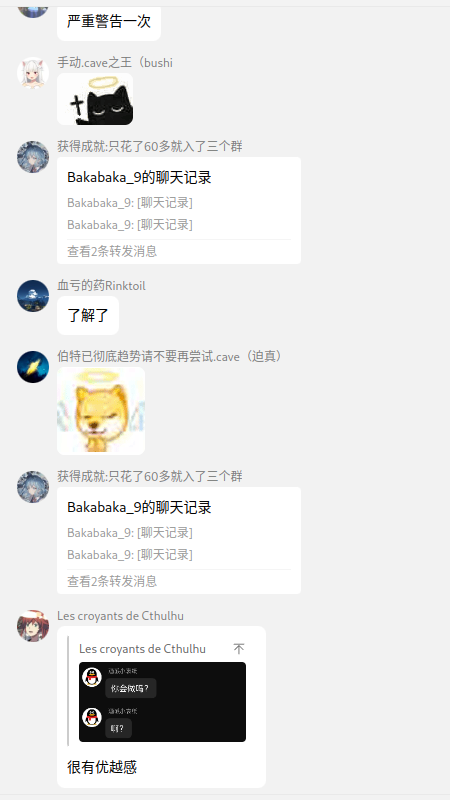 严重警告一次
手动.cave之王（bushi
获得成就:只花了60多就入了三个群
Bakabaka_9的聊天记录
Bakabaka_9: [聊天记录]
Bakabaka_9: [聊天记录]
查看2条转发消息
血亏的药Rinktoil
了解了
伯特已彻底趋势请不要再尝试.cave（迫真）
获得成就:只花了60多就入了三个群
Bakabaka_9的聊天记录
Bakabaka_9: [聊天记录]
Bakabaka_9: [聊天记录]
查看2条转发消息
Les croyants de Cthulhu
Les croyants de Cthulhu
你会做吗?
啊?
很有优越感